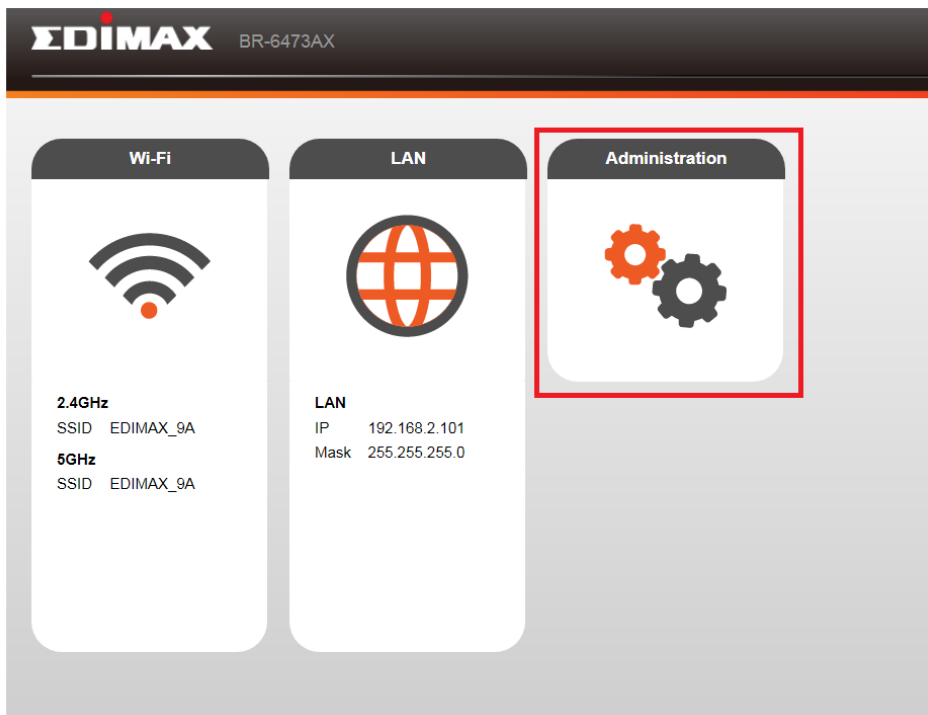 EDIMAX BR-6473AX
Wi-Fi
2.4GHz
SSID EDIMAX_9A
5GHz
SSID EDIMAX_9A
LAN
LAN
IP 192.168.2.101
Mask 255.255.255.0
Administration